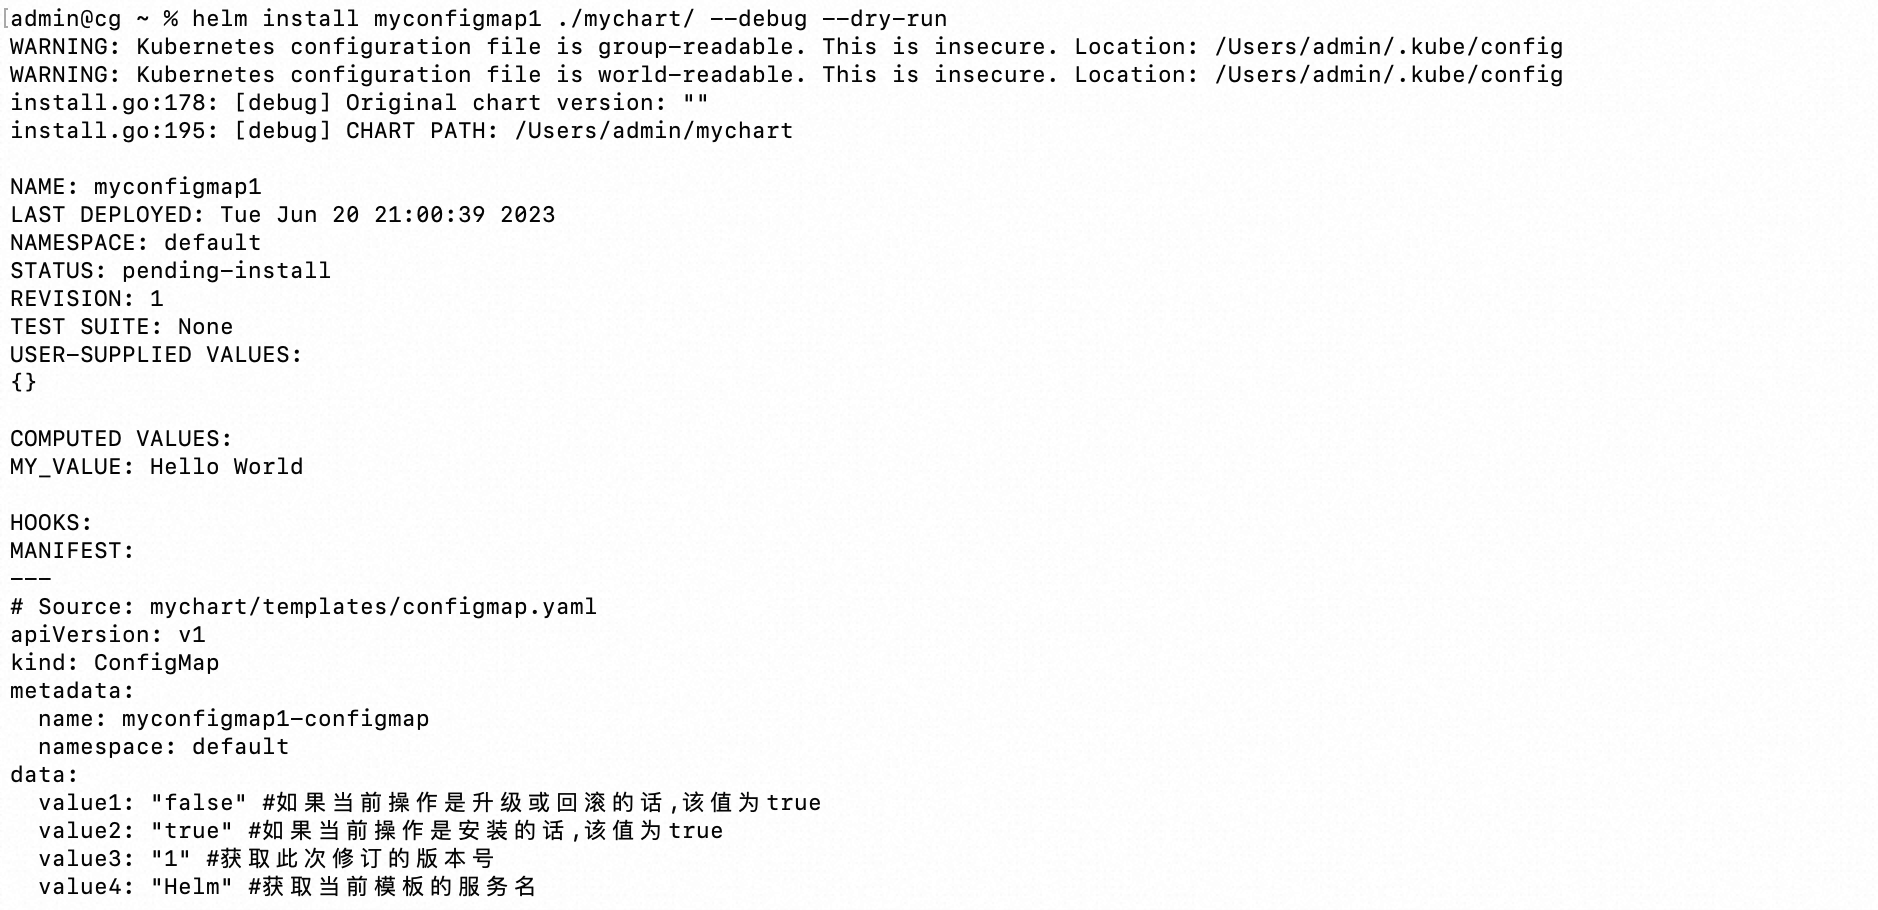 [admin@cg ~ % helm install myconfigmap1 ./mychart/ --debug --dry-run
WARNING: Kubernetes configuration file is group-readable. This is insecure. Location: /Users/admin/.kube/config
WARNING: Kubernetes configuration file is world-readable. This is insecure. Location: /Users/admin/.kube/config
install.go:178: [debug] Original chart version: ""
install.go:195: [debug] CHART PATH: /Users/admin/mychart

NAME: myconfigmap1
LAST DEPLOYED: Tue Jun 20 21:00:39 2023
NAMESPACE: default
STATUS: pending-install
REVISION: 1
TEST SUITE: None
USER-SUPPLIED VALUES:
{}

COMPUTED VALUES:
MY_VALUE: Hello World

HOOKS:
MANIFEST:
---
# Source: mychart/templates/configmap.yaml
apiVersion: v1
kind: ConfigMap
metadata:
  name: myconfigmap1-configmap
  namespace: default
data:
  value1: "false" #如果当前操作是升级或回滚的话,该值为true
  value2: "true" #如果当前操作是安装的话,该值为true
  value3: "1" #获取此次修订的版本号
  value4: "Helm" #获取当前模板的服务名